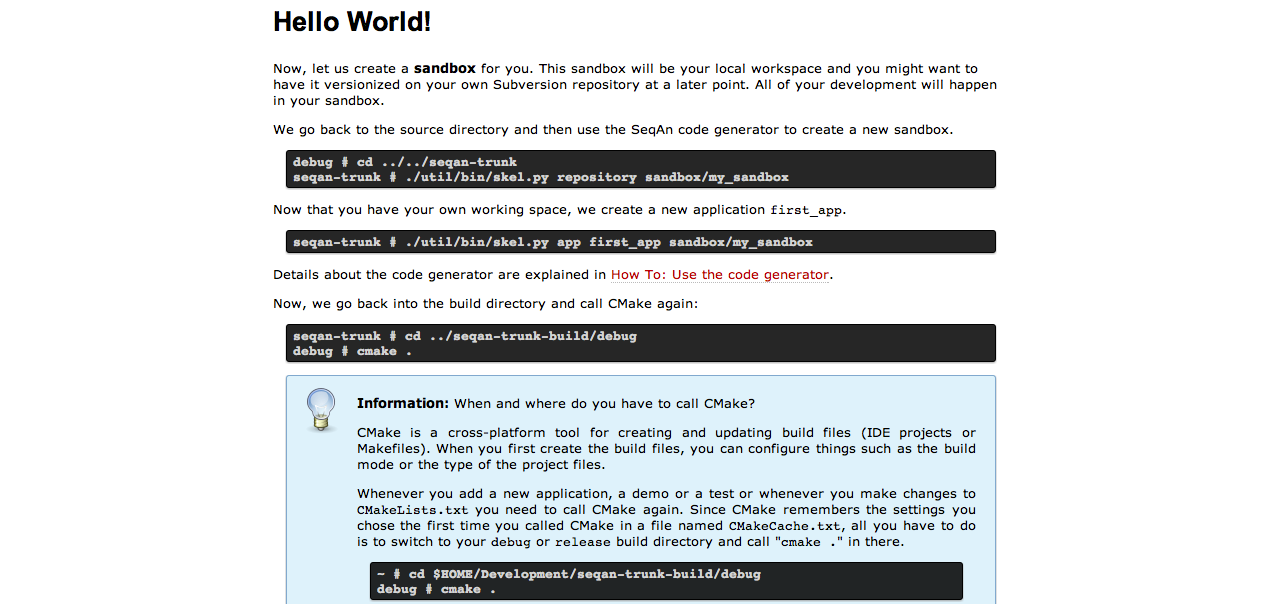 Hello World!
Now, let us create a sandbox for you. This sandbox will be your local workspace and you might want to
have it versionized on your own Subversion repository at a later point. All of your development will happen
in your sandbox.
We go back to the source directory and then use the SeqAn code generator to create a new sandbox.
debug # cd ../../seqan-trunk
seqan-trunk # ./util/bin/skel.py repository sandbox/my_sandbox
Now that you have your own working space, we create a new application first_app.
seqan-trunk # ./util/bin/skel.py app first_app sandbox/my_sandbox
Details about the code generator are explained in How To: Use the code generator.
Now, we go back into the build directory and call CMake again:
seqan-trunk # cd ../seqan-trunk-build/debug
debug # cmake .
Information: When and where do you have to call CMake?
CMake is a cross-platform tool for creating and updating build files (IDE projects or
Makefiles). When you first create the build files, you can configure things such as the build
mode or the type of the project files.
Whenever you add a new application, a demo or a test or whenever you make changes to
CMakeLists.txt you need to call CMake again. Since CMake remembers the settings you
chose the first time you called CMake in a file named CMakeCache.txt, all you have to do
is to switch to your debug or release build directory and call "cmake ." in there.
~ # cd $HOME/Development/seqan-trunk-build/debug
debug # cmake .